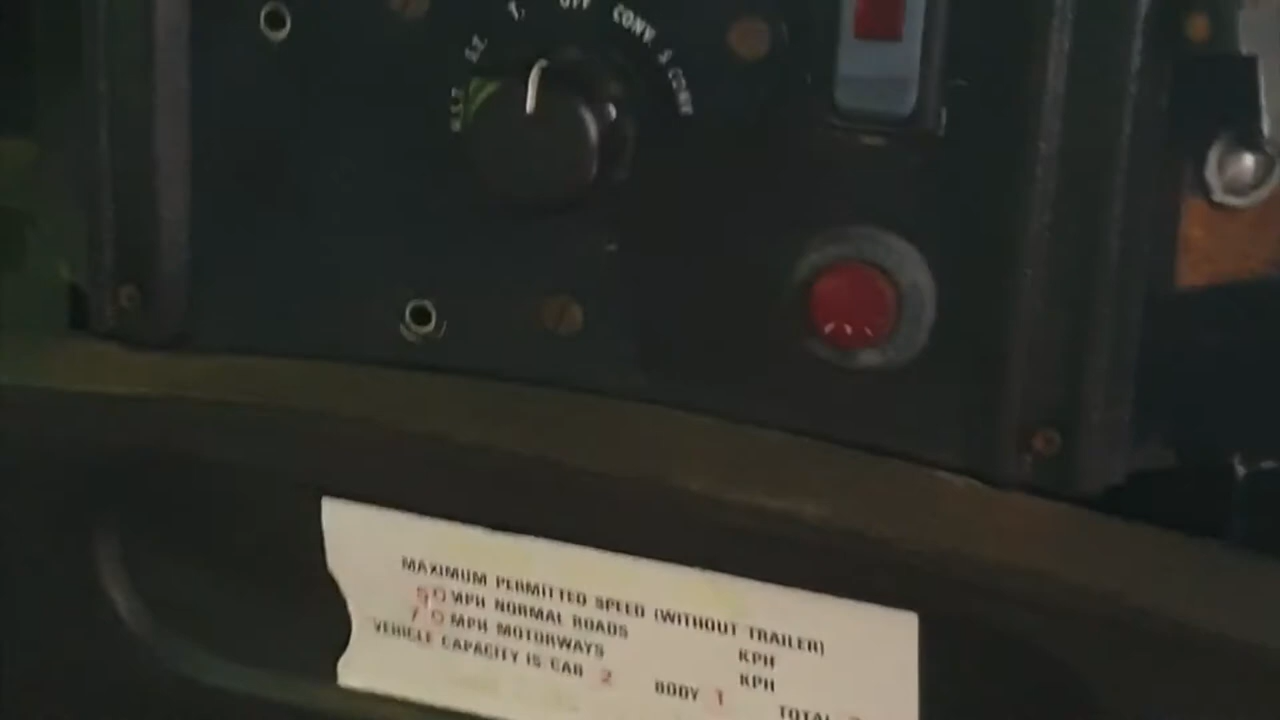 OFF CONV
S.T.
MAXIMUM PERMITTED SPEED (WITHOUT TRAILER)
50 MPH NORMAL ROADS KPH
70 MPH MOTORWAYS KPH
VEHICLE CAPACITY IS CAB 2 BODY 1 TOTAL